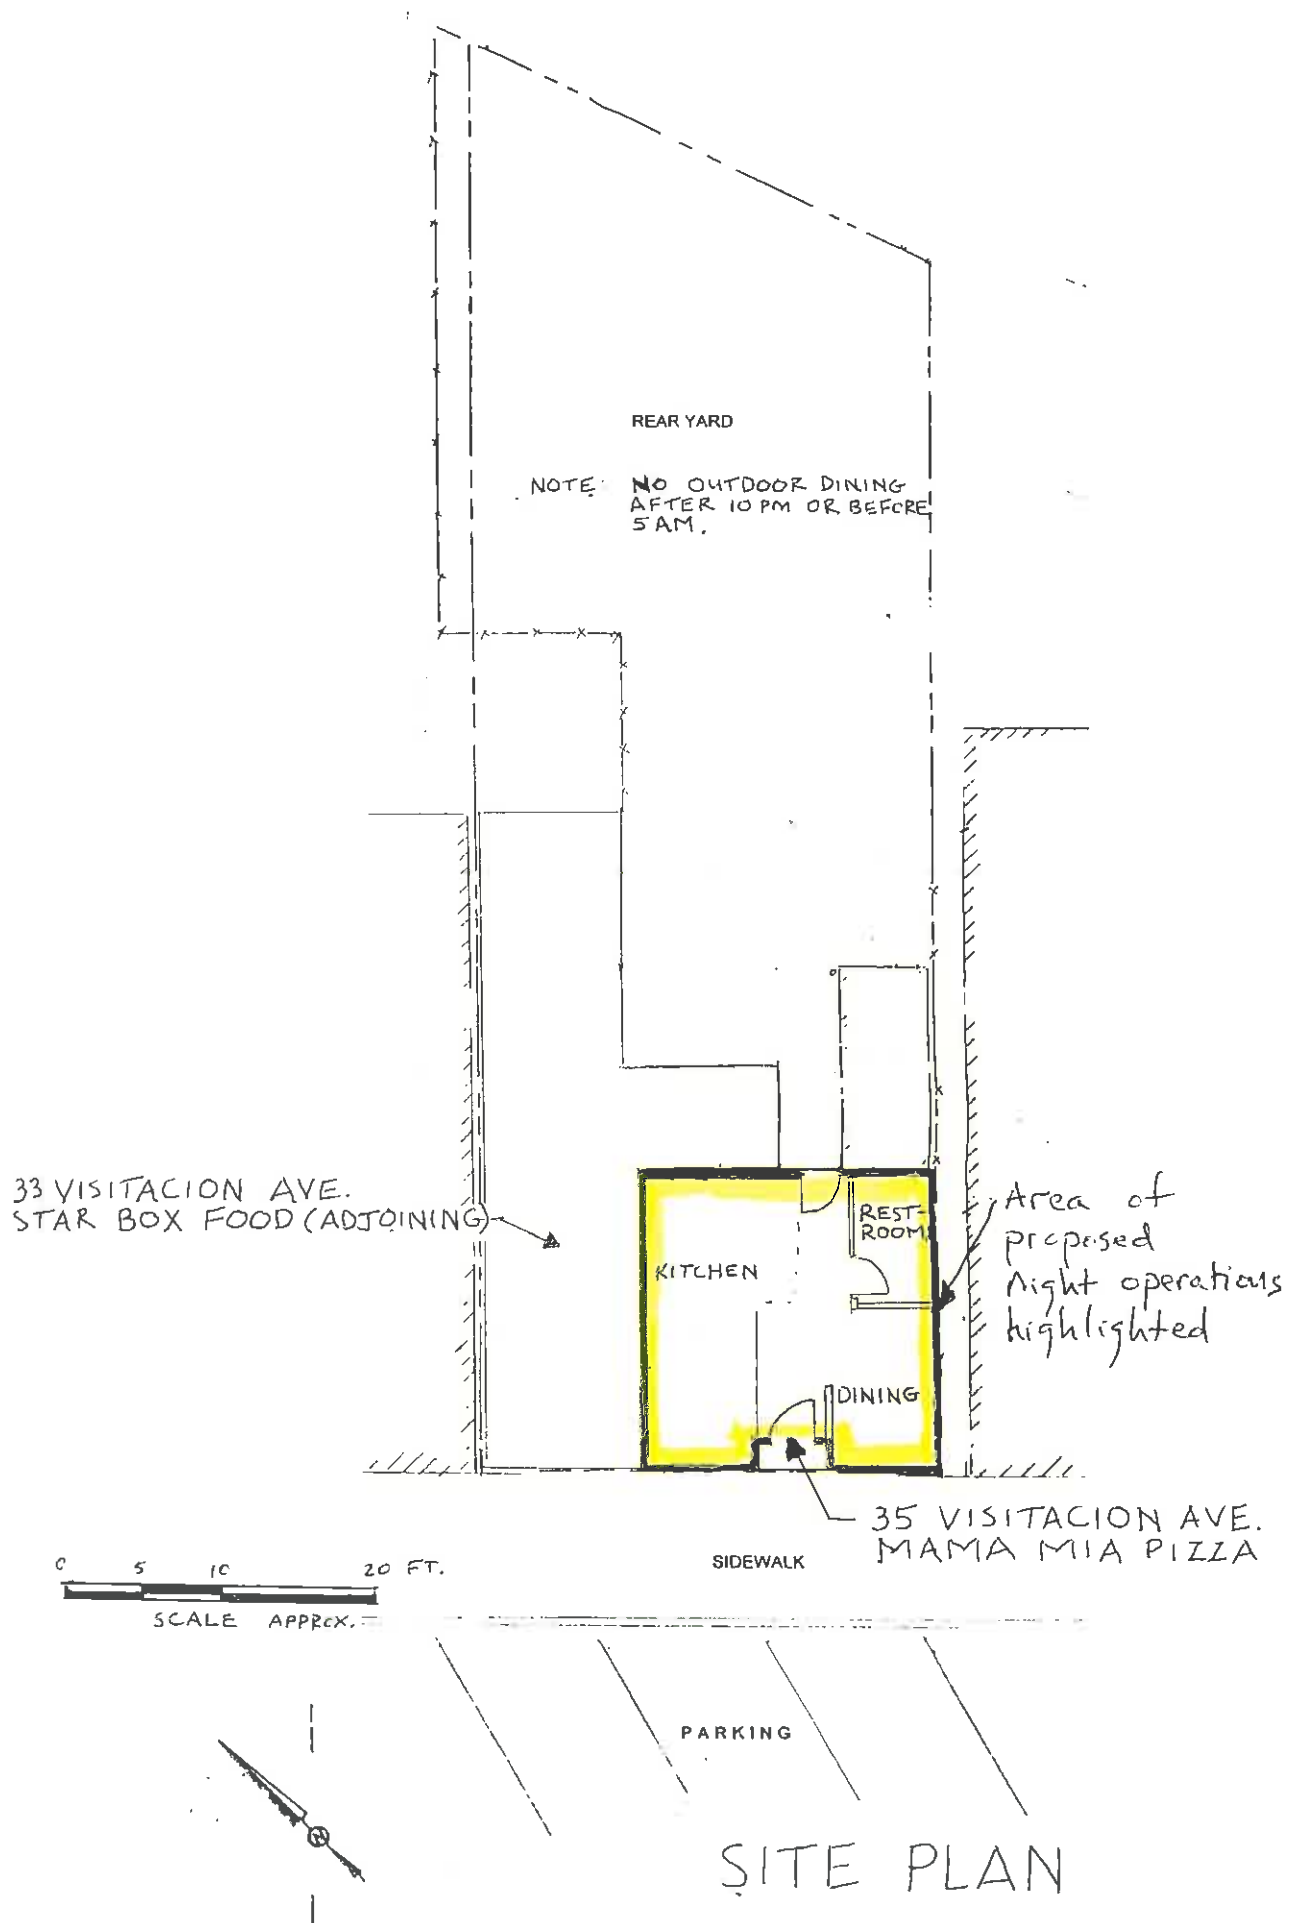 REAR YARD
NOTE: NO OUTDOOR DINING
AFTER 10 PM OR BEFORE
5 AM.
33 VISITACION AVE.
STAR BOX FOOD (ADJOINING)
REST-
ROOM
KITCHEN
DINING
Area of
proposed
night operations
highlighted
35 VISITACION AVE.
MAMA MIA PIZZA
SIDEWALK
0 5 10 20 FT.
SCALE APPROX.
PARKING
N
SITE PLAN